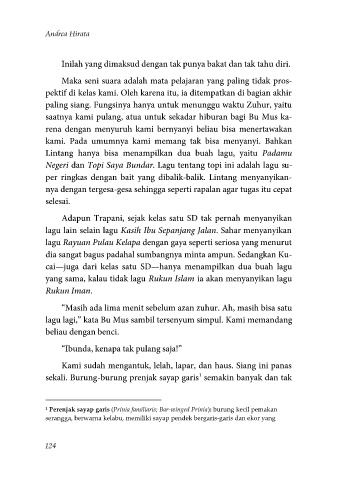 Andrea Hirata
Inilah yang dimaksud dengan tak punya bakat dan tak tahu diri.
Maka seni suara adalah mata pelajaran yang paling tidak pros-
pektif di kelas kami. Oleh karena itu, ia ditempatkan di bagian akhir
paling siang. Fungsinya hanya untuk menunggu waktu Zuhur, yaitu
saatnya kami pulang, atau untuk sekadar hiburan bagi Bu Mus ka-
rena dengan menyuruh kami bernyanyi beliau bisa menertawakan
kami. Pada umumnya kami memang tak bisa menyanyi. Bahkan
Lintang hanya bisa menampilkan dua buah lagu, yaitu Padamu
Negeri dan Topi Saya Bundar. Lagu tentang topi ini adalah lagu su-
per ringkas dengan bait yang dibalik-balik. Lintang menyanyikan-
nya dengan tergesa-gesa sehingga seperti rapalan agar tugas itu cepat
selesai.
Adapun Trapani, sejak kelas satu SD tak pernah menyanyikan
lagu lain selain lagu Kasih Ibu Sepanjang Jalan. Sahar menyanyikan
lagu Rayuan Pulau Kelapa dengan gaya seperti seriosa yang menurut
dia sangat bagus padahal sumbangnya minta ampun. Sedangkan Ku-
cai—juga dari kelas satu SD—hanya menampilkan dua buah lagu
yang sama, kalau tidak lagu Rukun Islam ia akan menyanyikan lagu
Rukun Iman.
"Masih ada lima menit sebelum azan zuhur. Ah, masih bisa satu
lagu lagi," kata Bu Mus sambil tersenyum simpul. Kami memandang
beliau dengan benci.
"Ibunda, kenapa tak pulang saja!"
Kami sudah mengantuk, lelah, lapar, dan haus. Siang ini panas
sekali. Burung-burung prenjak sayap garis¹ semakin banyak dan tak
¹ Perenjak sayap garis (Prinia familiaris; Bar-winged Prinia): burung kecil pemakan
serangga, berwarna kelabu, memiliki sayap pendek bergaris-garis dan ekor yang
124